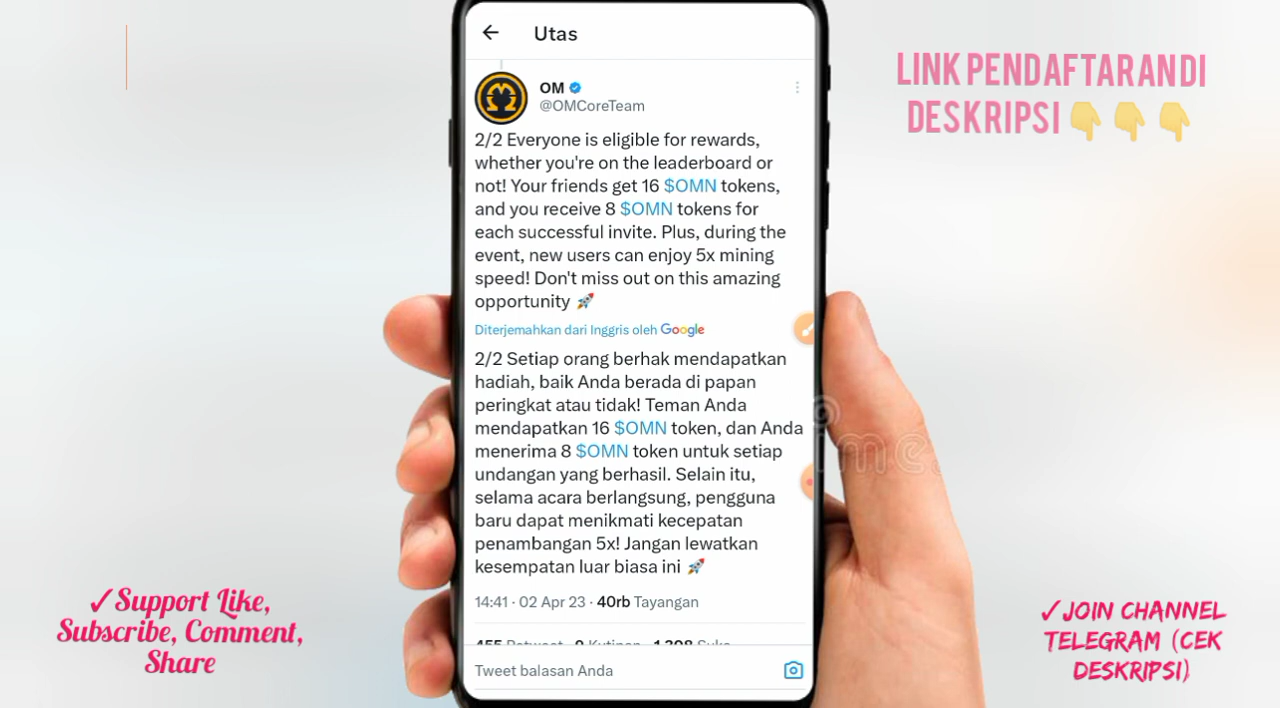 Utas
LINK PENDAFTARAN DI
DESKRIPSI 👇 👇 👇
OM
@OMCoreTeam
2/2 Everyone is eligible for rewards,
whether you're on the leaderboard or
not! Your friends get 16 $OMN tokens,
and you receive 8 $OMN tokens for
each successful invite. Plus, during the
event, new users can enjoy 5x mining
speed! Don't miss out on this amazing
opportunity 🚀
Diterjemahkan dari Inggris oleh Google
2/2 Setiap orang berhak mendapatkan
hadiah, baik Anda berada di papan
peringkat atau tidak! Teman Anda
mendapatkan 16 $OMN token, dan Anda
menerima 8 $OMN token untuk setiap
undangan yang berhasil. Selain itu,
selama acara berlangsung, pengguna
baru dapat menikmati kecepatan
penambangan 5x! Jangan lewatkan
kesempatan luar biasa ini 🚀
14:41 · 02 Apr 23 · 40rb Tayangan
Tweet balasan Anda
✓Support Like,
Subscribe, Comment,
Share
✓JOIN CHANNEL
TELEGRAM (CEK
DESKRIPSI)